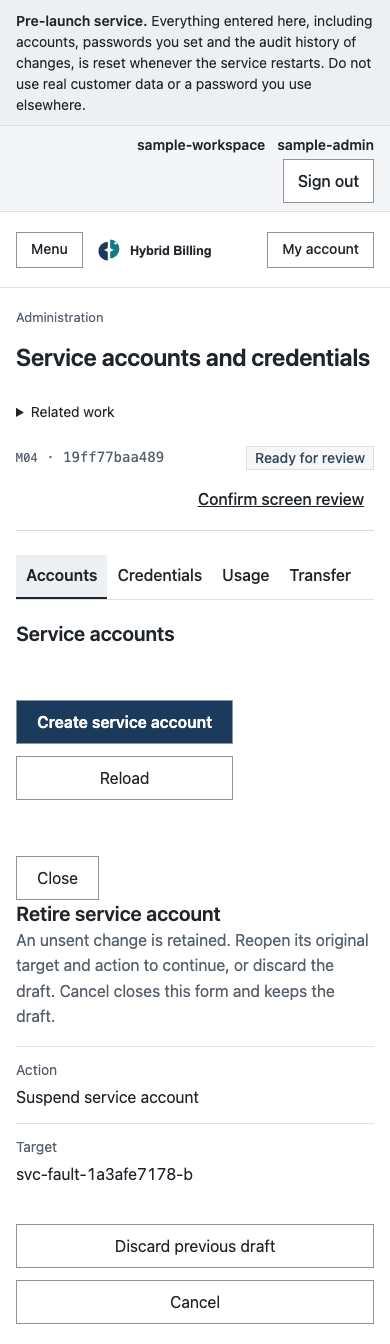 Pre-launch service. Everything entered here, including
accounts, passwords you set and the audit history of
changes, is reset whenever the service restarts. Do not
use real customer data or a password you use
elsewhere.
sample-workspace sample-admin
Sign out
Menu Hybrid Billing My account
Administration
Service accounts and credentials
Related work
M04 · 19ff77baa489 Ready for review
Confirm screen review
Accounts Credentials Usage Transfer
Service accounts
Create service account
Reload
Close
Retire service account
An unsent change is retained. Reopen its original
target and action to continue, or discard the
draft. Cancel closes this form and keeps the
draft.
Action
Suspend service account
Target
svc-fault-1a3afe7178-b
Discard previous draft
Cancel